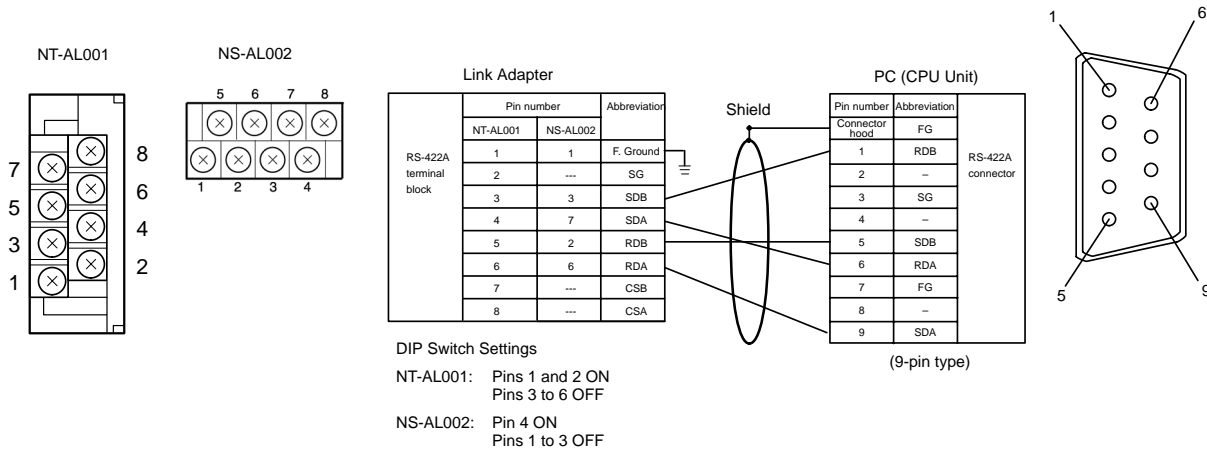 NT-AL001
7
5
3
1
8
6
4
2
NS-AL002
5 6 7 8
1 2 3 4
Link Adapter
RS-422A
terminal
block
Pin number Abbreviation
NT-AL001 NS-AL002
1 1 F. Ground
2 --- SG
3 3 SDB
4 7 SDA
5 2 RDB
6 6 RDA
7 --- CSB
8 --- CSA
Shield
PC (CPU Unit)
Pin number Abbreviation
Connector
hood FG
1 RDB
2 –
3 SG
4 –
5 SDB
6 RDA
7 FG
8 –
9 SDA
RS-422A
connector
(9-pin type)
1
6
5
9
DIP Switch Settings
NT-AL001: Pins 1 and 2 ON
Pins 3 to 6 OFF
NS-AL002: Pin 4 ON
Pins 1 to 3 OFF